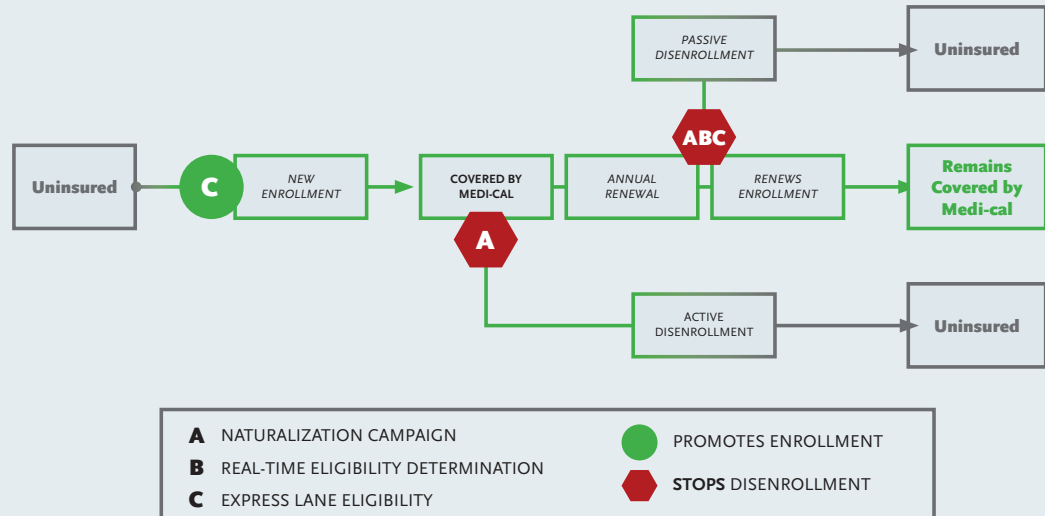 PASSIVE
DISENROLLMENT
Uninsured
ABC
Uninsured
C
NEW
ENROLLMENT
COVERED BY
MEDI-CAL
ANNUAL
RENEWAL
RENEWS
ENROLLMENT
Remains
Covered by
Medi-cal
A
ACTIVE
DISENROLLMENT
Uninsured
A NATURALIZATION CAMPAIGN
B REAL-TIME ELIGIBILITY DETERMINATION
C EXPRESS LANE ELIGIBILITY
PROMOTES ENROLLMENT
STOPS DISENROLLMENT